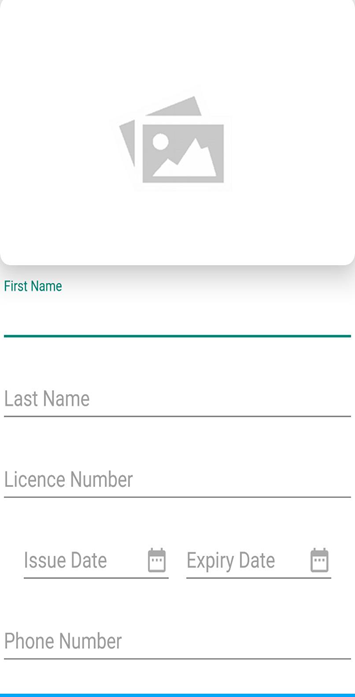 First Name
Last Name
Licence Number
Issue Date Expiry Date
Phone Number